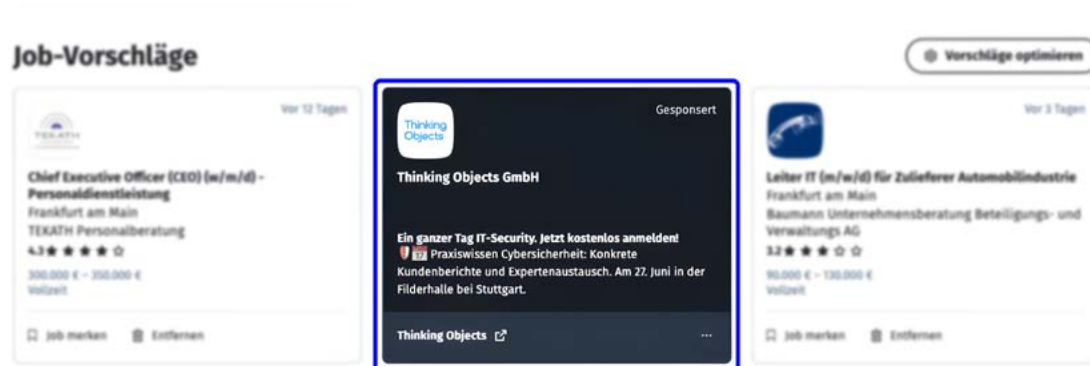 Job-Vorschläge
Vorschläge optimieren
TEKATH
Vor 12 Tagen
Chief Executive Officer (CEO) (w/m/d) -
Personaldienstleistung
Frankfurt am Main
TEKATH Personalberatung
4.3 ★ ★ ★ ★ ☆
300.000 € – 350.000 €
Vollzeit
Job merken
Entfernen
Thinking
Objects
Gesponsert
Thinking Objects GmbH
Ein ganzer Tag IT-Security. Jetzt kostenlos anmelden!
Praxiswissen Cybersicherheit: Konkrete
Kundenberichte und Expertenaustausch. Am 27. Juni in der
Filderhalle bei Stuttgart.
Thinking Objects
...
Vor 3 Tagen
Leiter IT (m/w/d) für Zulieferer Automobilindustrie
Frankfurt am Main
Baumann Unternehmensberatung Beteiligungs- und
Verwaltungs AG
3.2 ★ ★ ★ ☆ ☆
90.000 € – 130.000 €
Vollzeit
Job merken
Entfernen